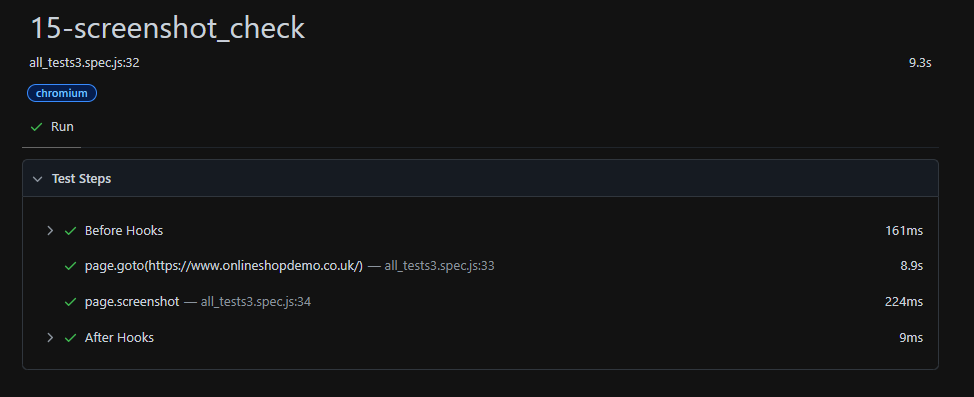 15-screenshot_check
all_tests3.spec.js:32 9.3s
chromium
Run
Test Steps
Before Hooks 161ms
page.goto(https://www.onlineshopdemo.co.uk/) — all_tests3.spec.js:33 8.9s
page.screenshot — all_tests3.spec.js:34 224ms
After Hooks 9ms